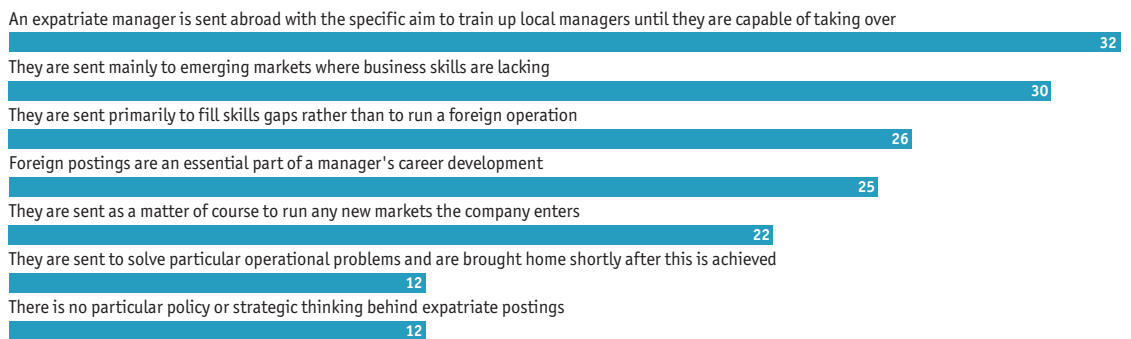 An expatriate manager is sent abroad with the specific aim to train up local managers until they are capable of taking over
32
They are sent mainly to emerging markets where business skills are lacking
30
They are sent primarily to fill skills gaps rather than to run a foreign operation
26
Foreign postings are an essential part of a manager's career development
25
They are sent as a matter of course to run any new markets the company enters
22
They are sent to solve particular operational problems and are brought home shortly after this is achieved
12
There is no particular policy or strategic thinking behind expatriate postings
12